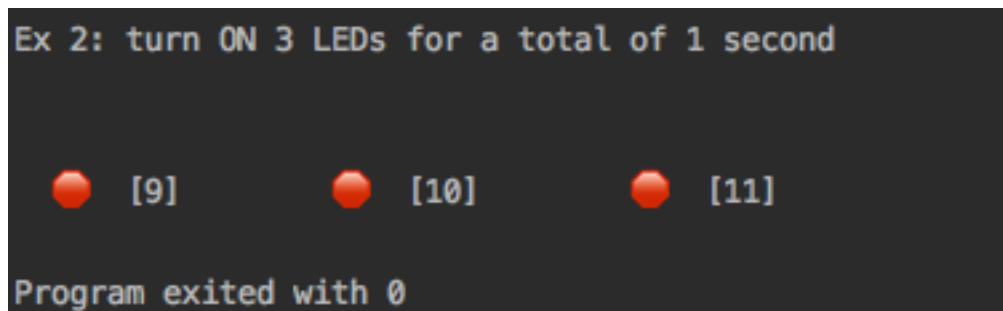 Ex 2: turn ON 3 LEDs for a total of 1 second
[9] [10] [11]
Program exited with 0